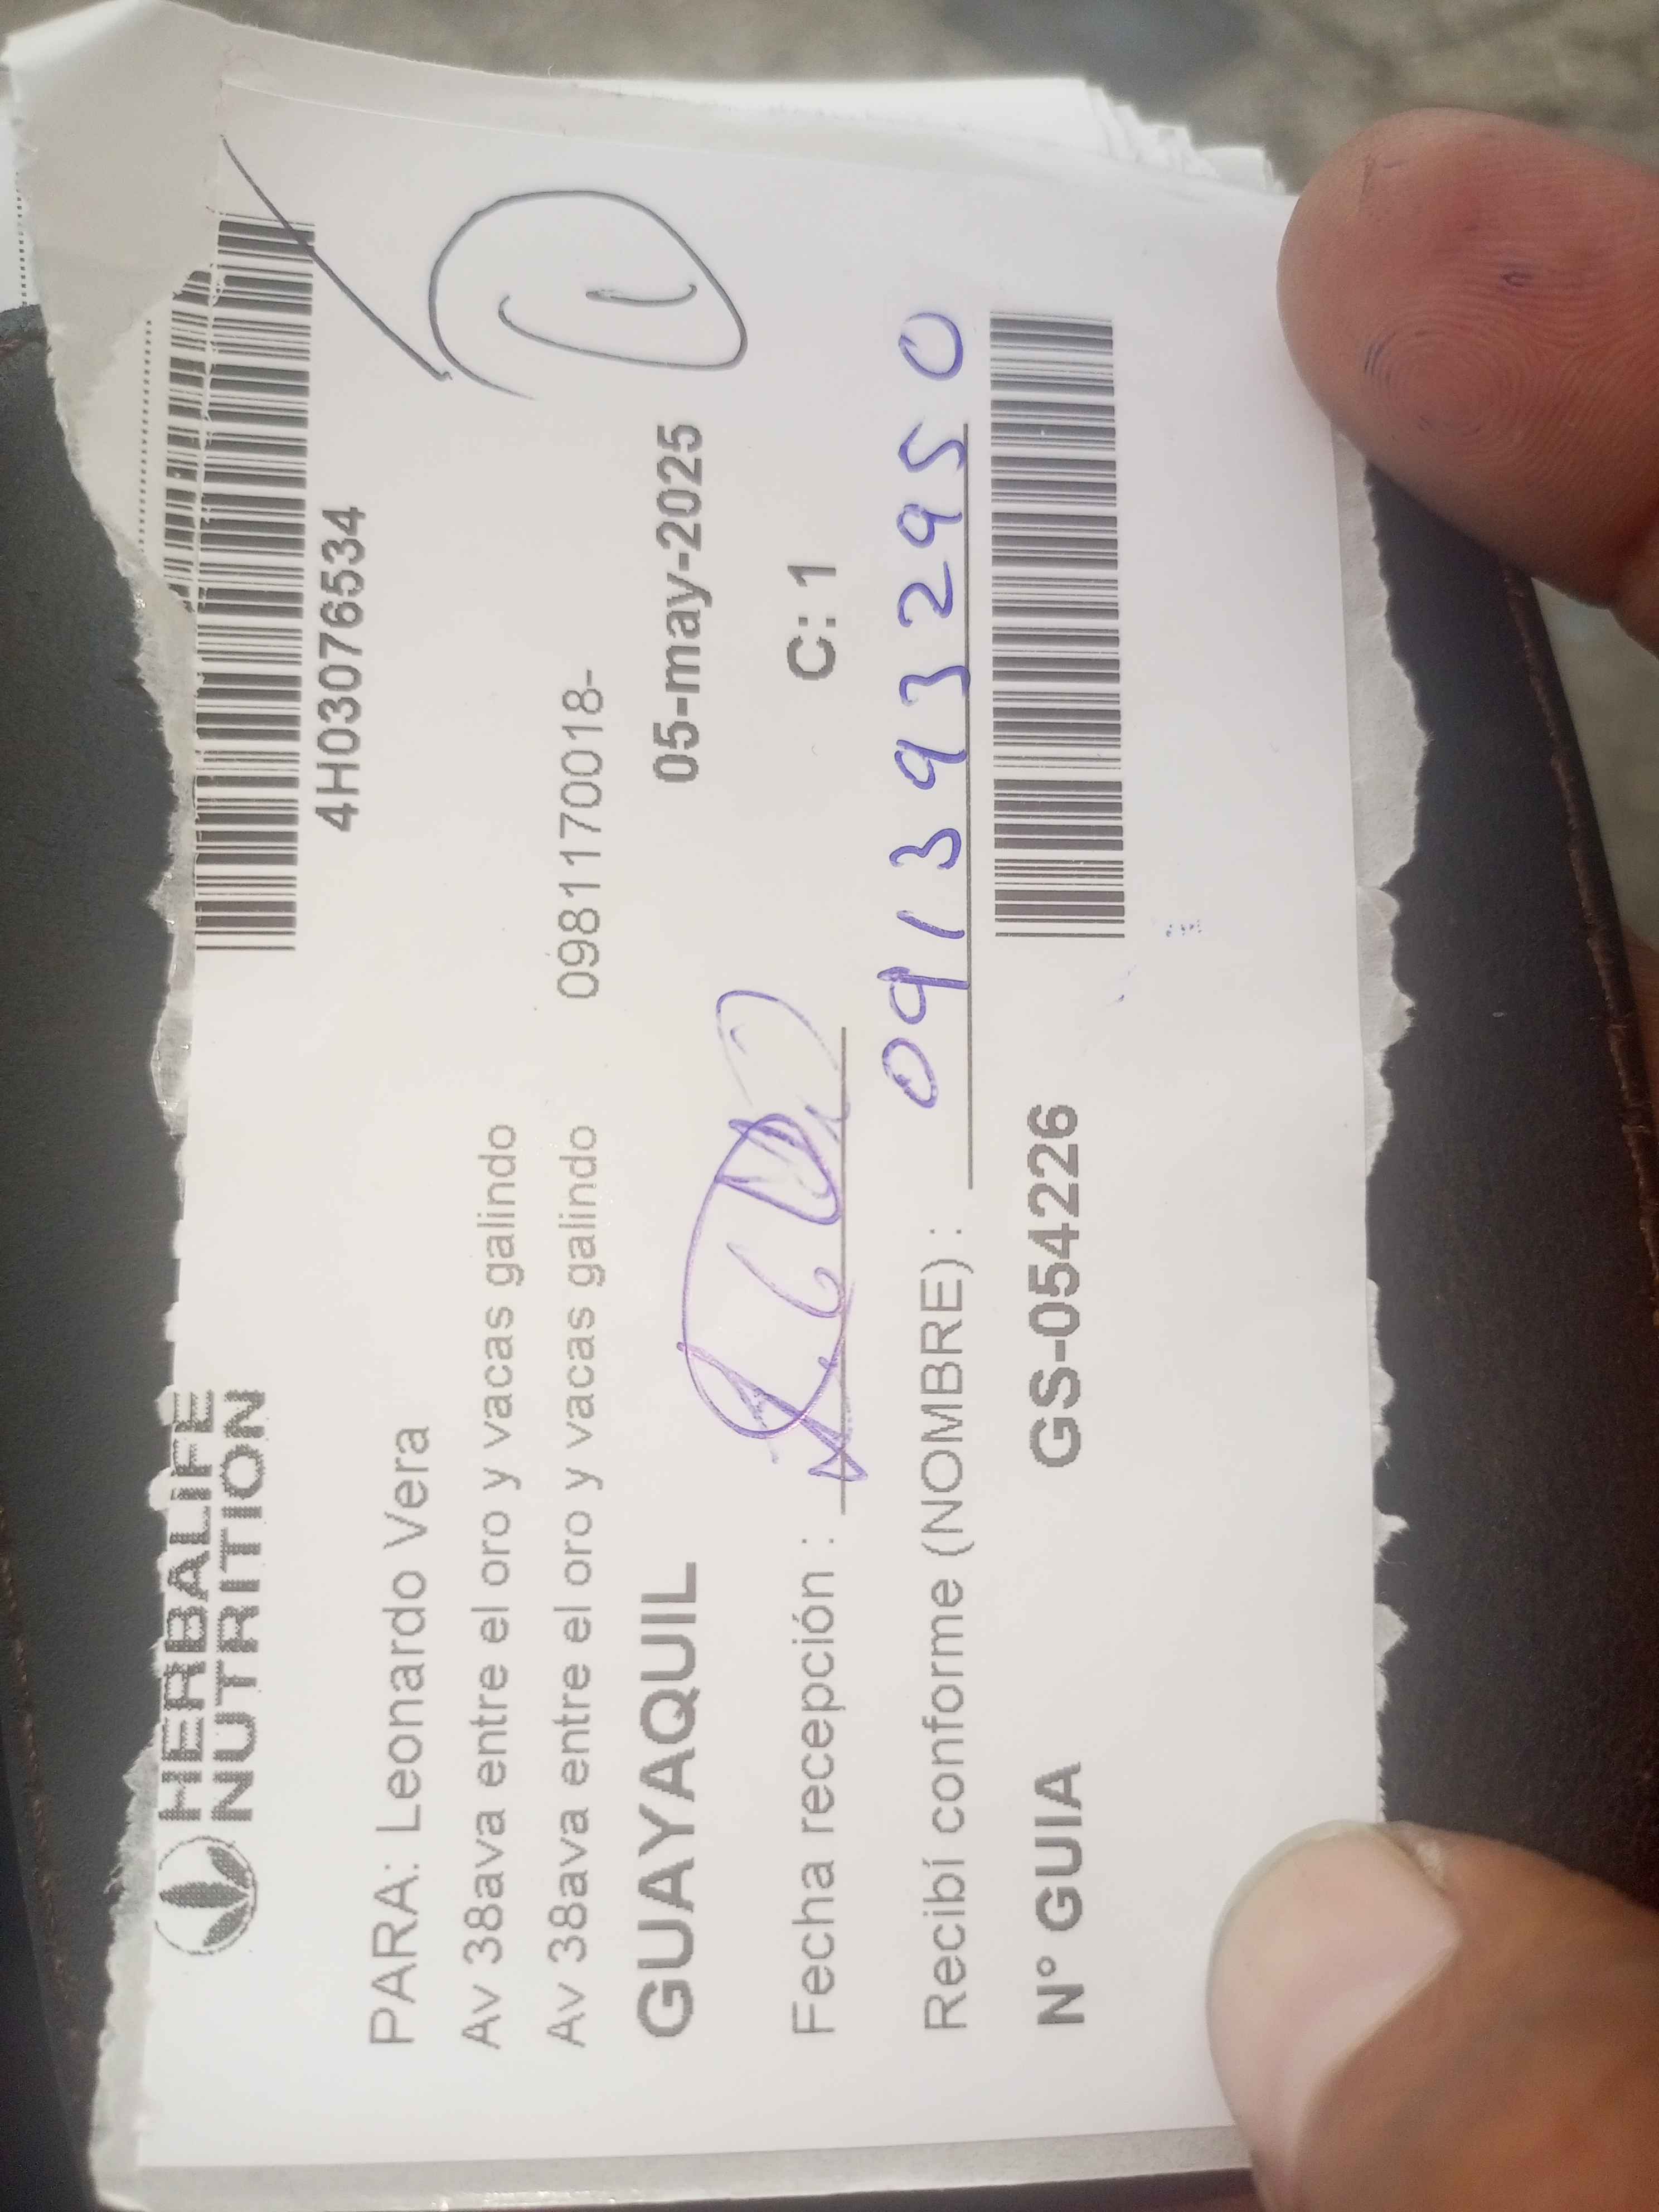 HERBALIFE
NUTRITION
4H03076534
PARA: Leonardo Vera
Av 38ava entre el oro y vacas galindo
Av 38ava entre el oro y vacas galindo 0981170018-
GUAYAQUIL 05-may-2025
Fecha recepción : C: 1
Recibí conforme (NOMBRE) : 0913932950
N° GUIA GS-054226